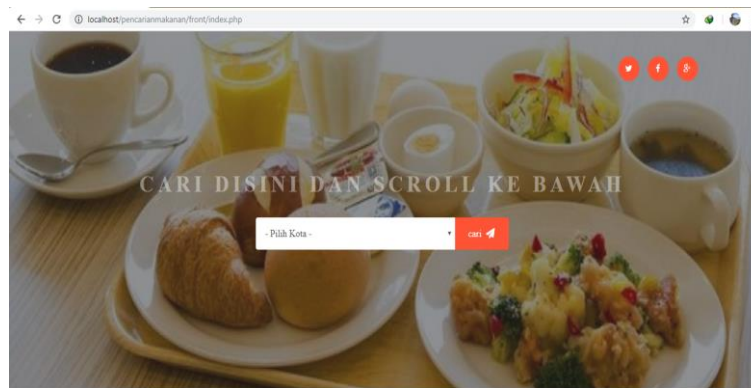 localhost/pencarianmakanan/front/index.php
CARI DISINI DAN SCROLL KE BAWAH
- Pilih Kota -
cari